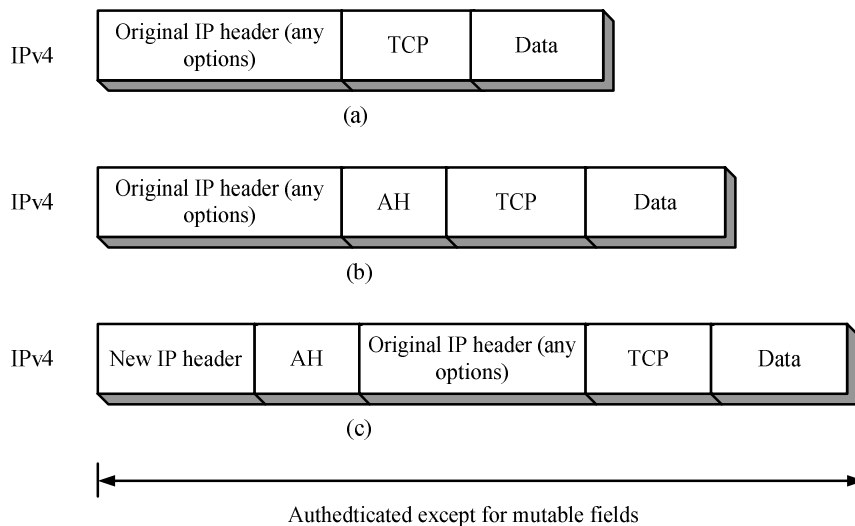 IPv4
Original IP header (any
options)
TCP
Data
(a)
IPv4
Original IP header (any
options)
AH
TCP
Data
(b)
IPv4
New IP header
AH
Original IP header (any
options)
TCP
Data
(c)
Authedticated except for mutable fields